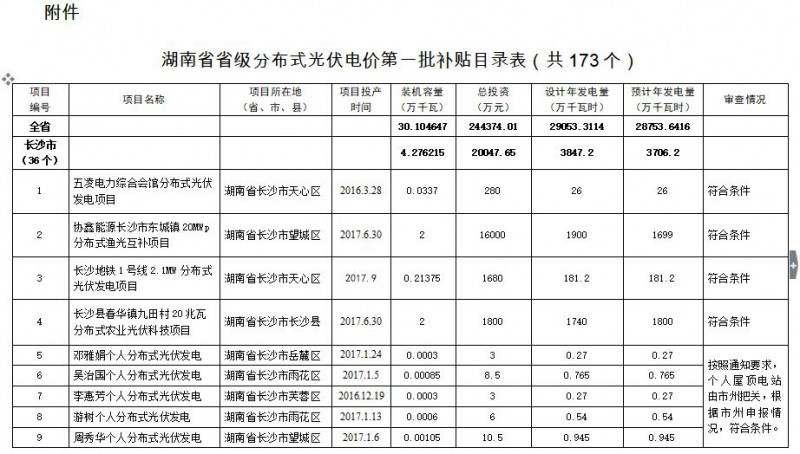 附件
湖南省省级分布式光伏电价第一批补贴目录表（共 173 个）
项目编号 项目名称 项目所在地（省、市、县） 项目投产时间 装机容量（万千瓦） 总投资（万元） 设计年发电量（万千瓦时） 预计年发电量（万千瓦时） 审查情况
全省 30.104647 244374.01 29053.3114 28753.6416
长沙市（36个） 4.276215 20047.65 3847.2 3706.2
1 五凌电力综合会馆分布式光伏发电项目 湖南省长沙市天心区 2016.3.28 0.0337 280 26 26 符合条件
2 协鑫能源长沙市东城镇20MWp分布式渔光互补项目 湖南省长沙市望城区 2017.6.30 2 16000 1900 1699 符合条件
3 长沙地铁1号线2.1MW分布式光伏发电项目 湖南省长沙市天心区 2017.9 0.21375 1680 181.2 181.2 符合条件
4 长沙县春华镇九田村20兆瓦分布式农业光伏科技项目 湖南省长沙市长沙县 2017.6.30 2 1800 1740 1800 符合条件
5 邓雅娟个人分布式光伏发电 湖南省长沙市岳麓区 2017.1.24 0.0003 3 0.27 0.27
6 吴治国个人分布式光伏发电 湖南省长沙市雨花区 2017.1.5 0.00085 8.5 0.765 0.765
7 李惠芳个人分布式光伏发电 湖南省长沙市芙蓉区 2016.12.19 0.0003 3 0.27 0.27
8 游树个人分布式光伏发电 湖南省长沙市雨花区 2017.1.13 0.0006 6 0.54 0.54
9 周秀华个人分布式光伏发电 湖南省长沙市望城区 2017.1.6 0.00105 10.5 0.945 0.945
按照通知要求，
个人屋顶电站
由市州把关，根
据市州申报情
况，符合条件。